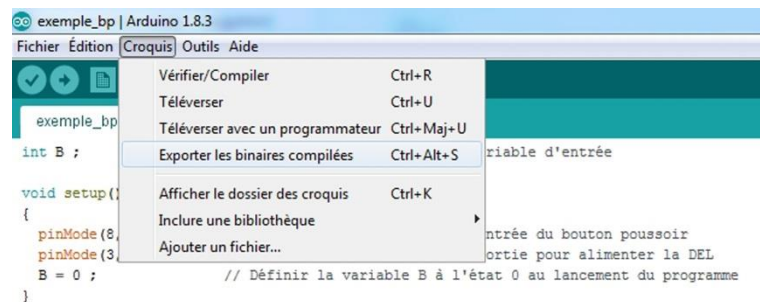 exemple_bp | Arduino 1.8.3
Fichier Édition Croquis Outils Aide
Vérifier/Compiler Ctrl+R
Téléverser Ctrl+U
exemple_bp
Téléverser avec un programmateur Ctrl+Maj+U
int B ; Exporter les binaires compilées Ctrl+Alt+S riable d'entrée
void setup() Afficher le dossier des croquis Ctrl+K
{ Inclure une bibliothèque
pinMode(8, ntrée du bouton poussoir
Ajouter un fichier...
pinMode(3, ortie pour alimenter la DEL
B = 0 ; // Définir la variable B à l'état 0 au lancement du programme
}